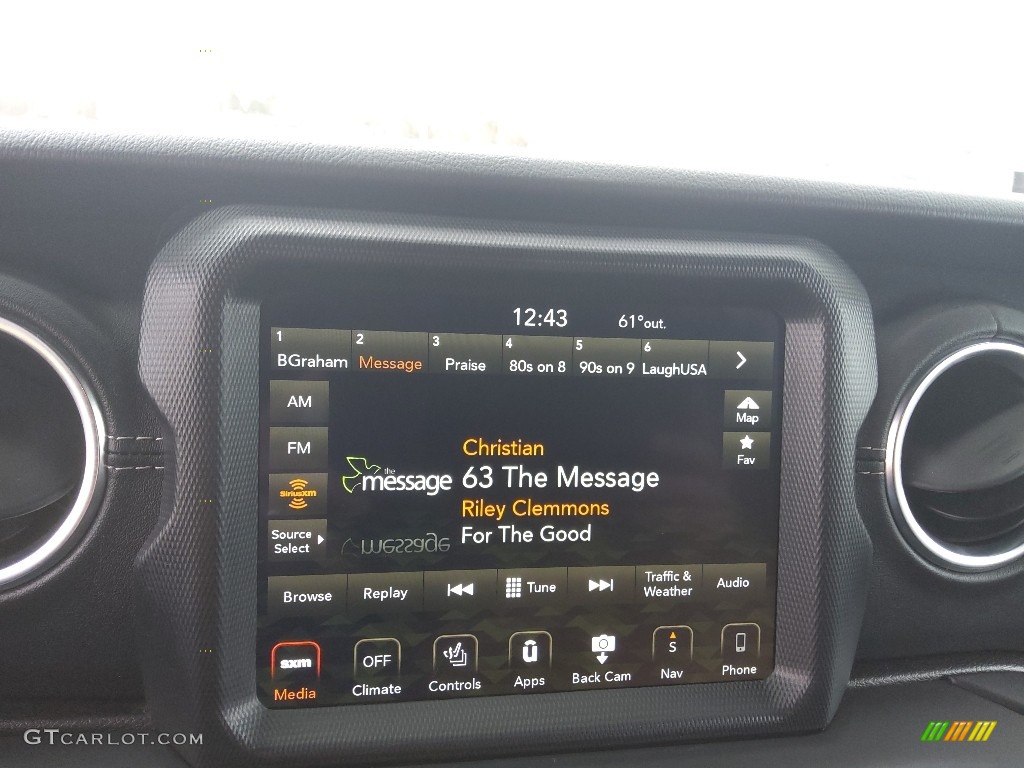 12:43 61°out.
1 BGraham 2 Message 3 Praise 4 80s on 8 5 90s on 9 6 LaughUSA
AM
Map
FM
Christian
Fav
the message
63 The Message
SiriusXM
Riley Clemmons
Source Select
For The Good
message
Browse Replay Tune Traffic & Weather Audio
sxm OFF U S
Media Climate Controls Apps Back Cam Nav Phone
GTCARLOT.COM